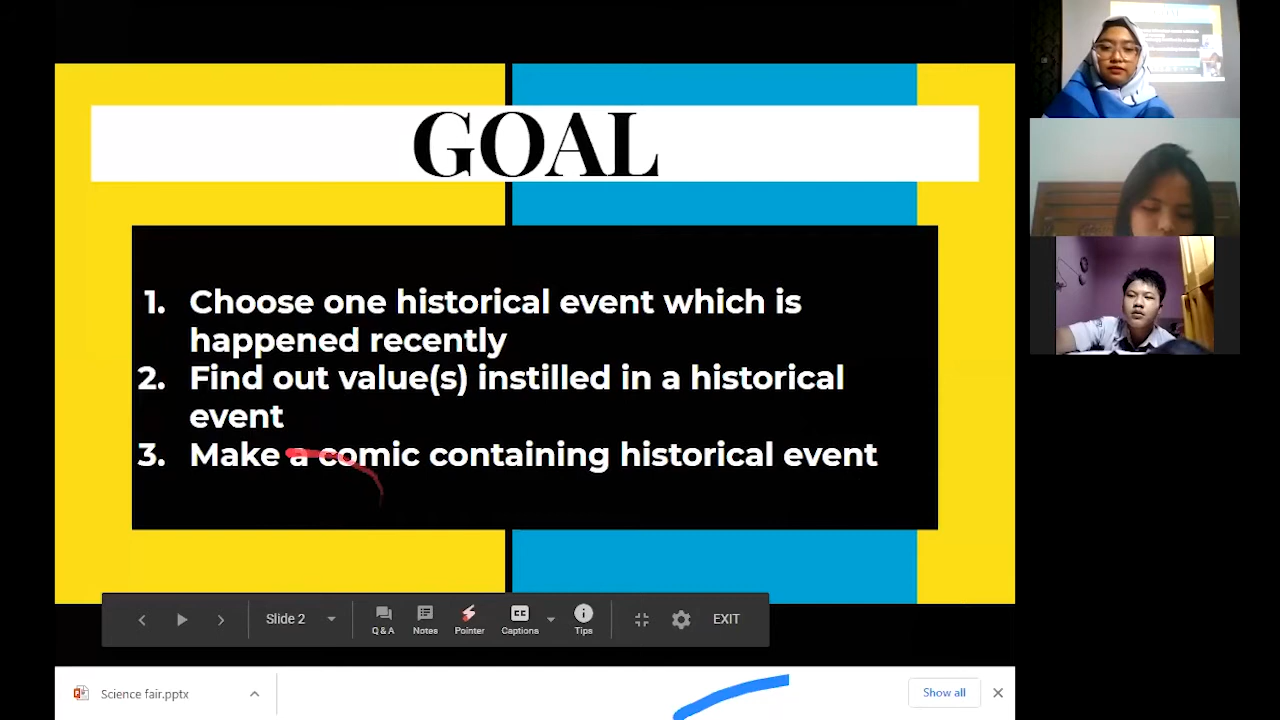 GOAL
1. Choose one historical event which is
happened recently
2. Find out value(s) instilled in a historical
event
3. Make a comic containing historical event
Slide 2
Q & A
Notes
Pointer
CC
Captions
Tips
EXIT
Science fair.pptx
Show all